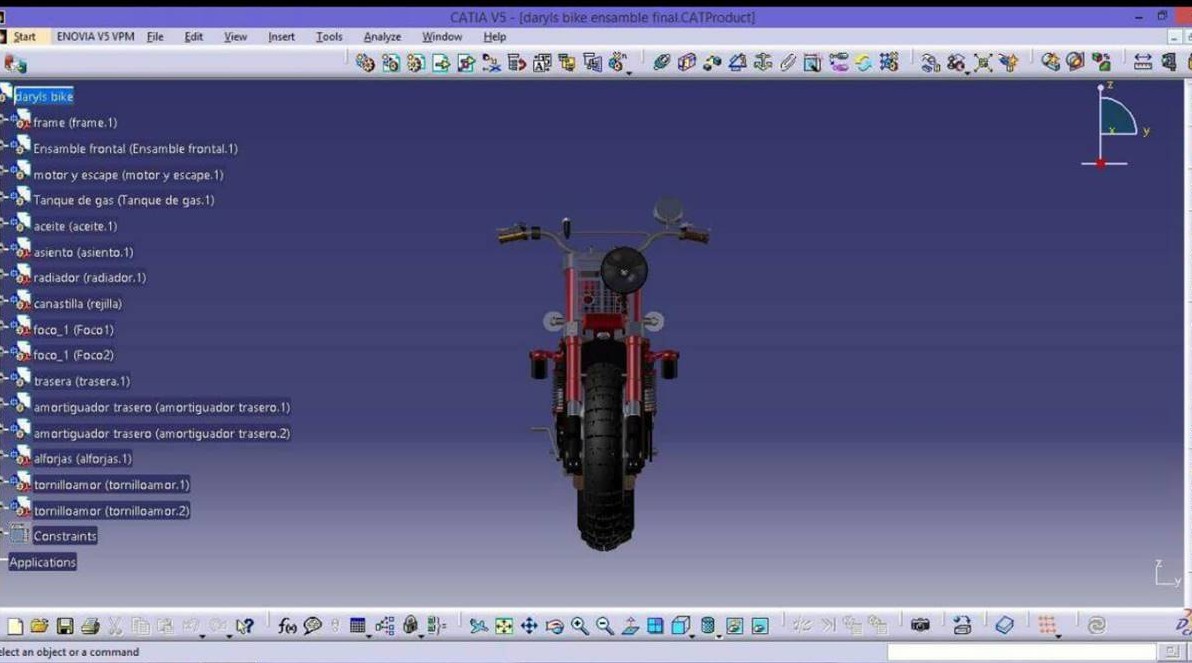 CATIA V5 - [daryls bike ensamble final.CATProduct]
Start ENOVIA V5 VPM File Edit View Insert Tools Analyze Window Help
daryls bike
frame (frame.1)
Ensamble frontal (Ensamble frontal.1)
motor y escape (motor y escape.1)
Tanque de gas (Tanque de gas.1)
aceite (aceite.1)
asiento (asiento.1)
radiador (radiador.1)
canastilla (rejilla)
foco_1 (Foco1)
foco_1 (Foco2)
trasera (trasera.1)
amortiguador trasero (amortiguador trasero.1)
amortiguador trasero (amortiguador trasero.2)
alforjas (alforjas.1)
tornilloamor (tornilloamor.1)
tornilloamor (tornilloamor.2)
Constraints
Applications
z
x y
z
y
f(x)
elect an object or a command